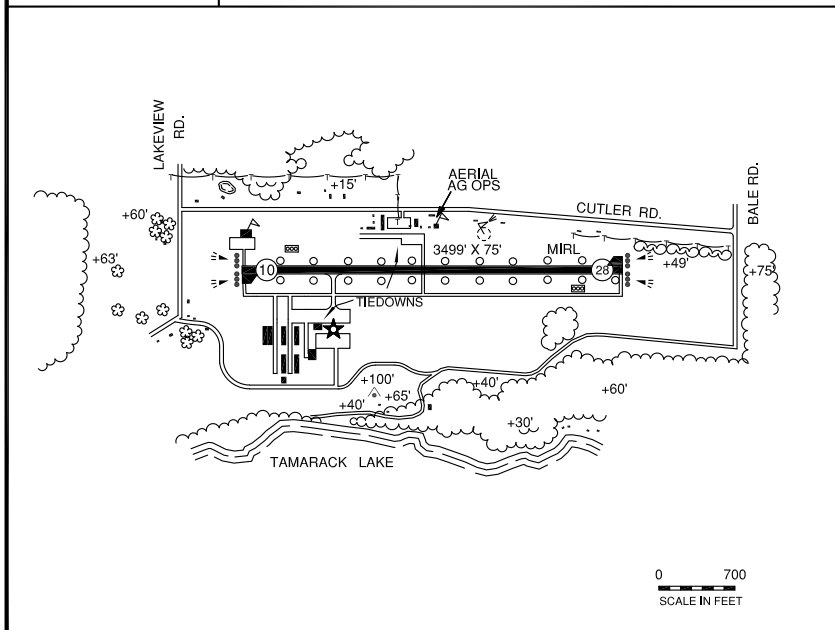 LAKEVIEW
RD.
AERIAL
AG OPS
+15'
BALE RD.
CUTLER RD.
+60'
3499' X 75'
MIRL
+49'
+63'
+75'
10
28
TIEDOWNS
+100'
+40'
+65'
+40'
+60'
+30'
TAMARACK LAKE
0 700
SCALE IN FEET